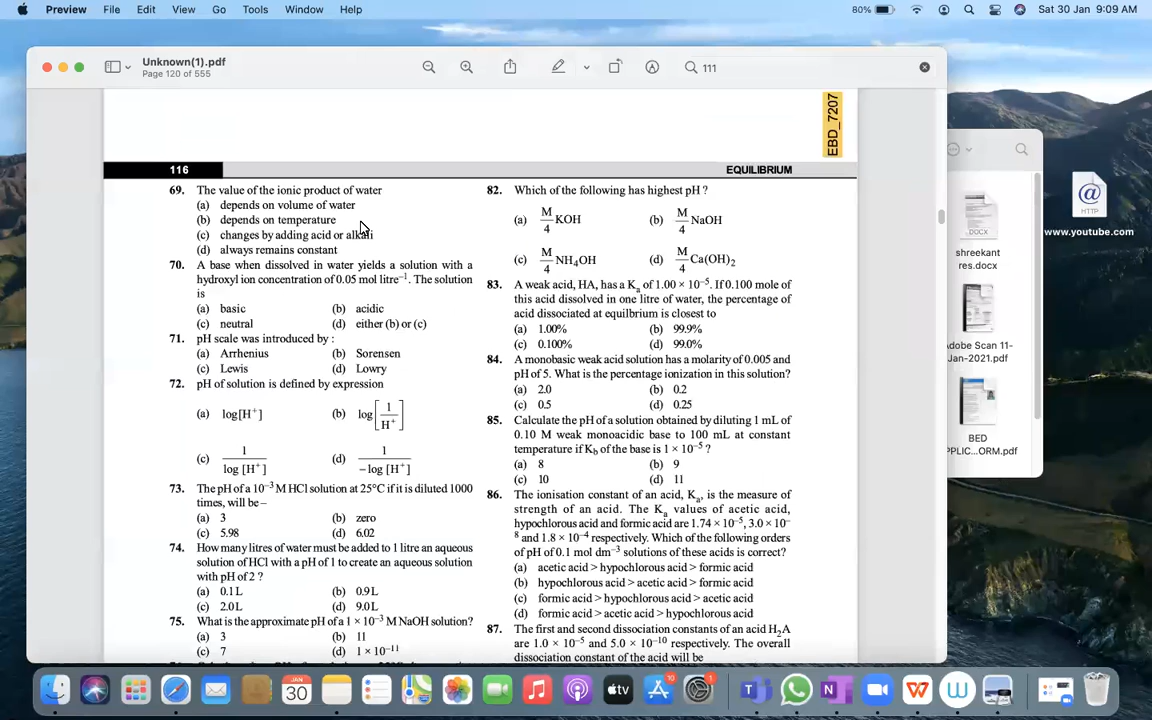 Preview File Edit View Go Tools Window Help 80% Sat 30 Jan 9:09 AM
Unknown(1).pdf
Page 120 of 555
111
EBD_7207
116 EQUILIBRIUM
69. The value of the ionic product of water
(a) depends on volume of water
(b) depends on temperature
(c) changes by adding acid or alkali
(d) always remains constant
70. A base when dissolved in water yields a solution with a
hydroxyl ion concentration of 0.05 mol litre⁻¹. The solution
is
(a) basic (b) acidic
(c) neutral (d) either (b) or (c)
71. pH scale was introduced by :
(a) Arrhenius (b) Sorensen
(c) Lewis (d) Lowry
72. pH of solution is defined by expression
(a) log[H⁺] (b) log[1/H⁺]
(c) 1/log [H⁺] (d) 1/−log [H⁺]
73. The pH of a 10⁻³ M HCl solution at 25°C if it is diluted 1000
times, will be –
(a) 3 (b) zero
(c) 5.98 (d) 6.02
74. How many litres of water must be added to 1 litre an aqueous
solution of HCl with a pH of 1 to create an aqueous solution
with pH of 2 ?
(a) 0.1 L (b) 0.9 L
(c) 2.0 L (d) 9.0 L
75. What is the approximate pH of a 1 × 10⁻³ M NaOH solution?
(a) 3 (b) 11
(c) 7 (d) 1 × 10⁻¹¹
82. Which of the following has highest pH ?
(a) M/4 KOH (b) M/4 NaOH
(c) M/4 NH₄OH (d) M/4 Ca(OH)₂
83. A weak acid, HA, has a Kₐ of 1.00 × 10⁻⁵. If 0.100 mole of
this acid dissolved in one litre of water, the percentage of
acid dissociated at equilbrium is closest to
(a) 1.00% (b) 99.9%
(c) 0.100% (d) 99.0%
84. A monobasic weak acid solution has a molarity of 0.005 and
pH of 5. What is the percentage ionization in this solution?
(a) 2.0 (b) 0.2
(c) 0.5 (d) 0.25
85. Calculate the pH of a solution obtained by diluting 1 mL of
0.10 M weak monoacidic base to 100 mL at constant
temperature if K_b of the base is 1 × 10⁻⁵ ?
(a) 8 (b) 9
(c) 10 (d) 11
86. The ionisation constant of an acid, Kₐ, is the measure of
strength of an acid. The Kₐ values of acetic acid,
hypochlorous acid and formic acid are 1.74 × 10⁻⁵, 3.0 × 10⁻
⁸ and 1.8 × 10⁻⁴ respectively. Which of the following orders
of pH of 0.1 mol dm⁻³ solutions of these acids is correct?
(a) acetic acid > hypochlorous acid > formic acid
(b) hypochlorous acid > acetic acid > formic acid
(c) formic acid > hypochlorous acid > acetic acid
(d) formic acid > acetic acid > hypochlorous acid
87. The first and second dissociation constants of an acid H₂A
are 1.0 × 10⁻⁵ and 5.0 × 10⁻¹⁰ respectively. The overall
dissociation constant of the acid will be
DOCX
shreekant
res.docx
Adobe Scan 11-
Jan-2021.pdf
BED
PPLIC...ORM.pdf
HTTP
www.youtube.com
JAN
30
10
1